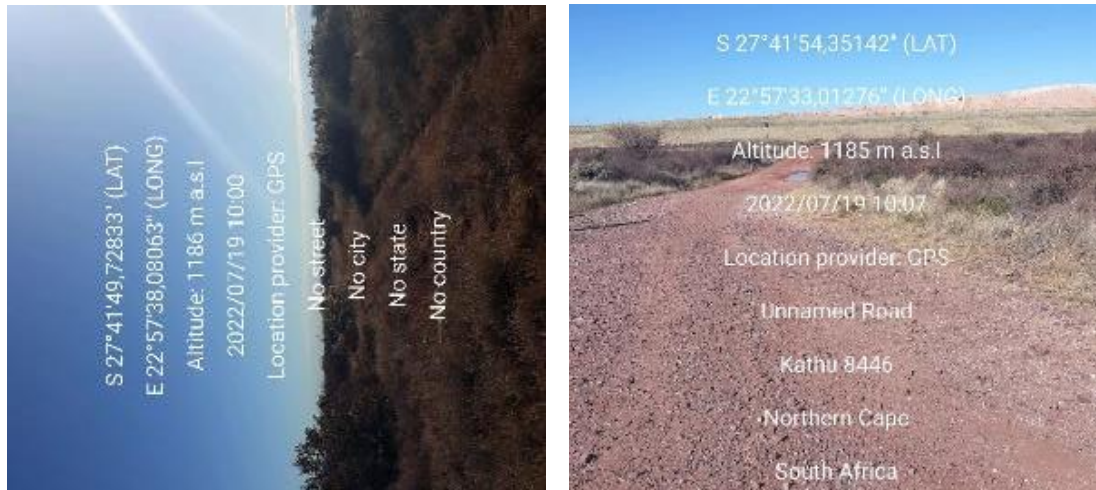 S 27°41'49,72833" (LAT)
E 22°57'38,08063" (LONG)
Altitude: 1186 m a.s.l
2022/07/19 10:00
Location provider: GPS
No street
No city
No state
No country
S 27°41'54,35142" (LAT)
E 22°57'33,01276" (LONG)
Altitude: 1185 m a.s.l
2022/07/19 10:07
Location provider: GPS
Unnamed Road
Kathu 8446
Northern Cape
South Africa